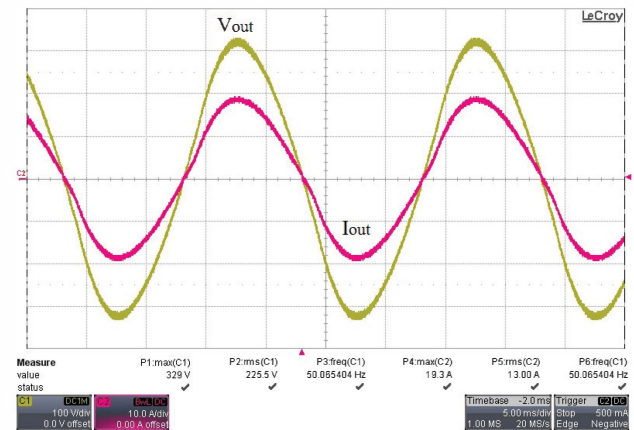 LeCroy
Vout
C2
Iout
Measure P1:max(C1) P2:rms(C1) P3:freq(C1) P4:max(C2) P5:rms(C2) P6:freq(C1)
value 329 V 225.5 V 50.065404 Hz 19.3 A 13.00 A 50.065404 Hz
status
C1 DC1M C2 BwL DC Timebase -2.0 ms Trigger C2 DC
100 V/div 10.0 A/div 5.00 ms/div Stop 500 mA
0.0 V offset 0.00 A offset 1.00 MS 20 MS/s Edge Negative